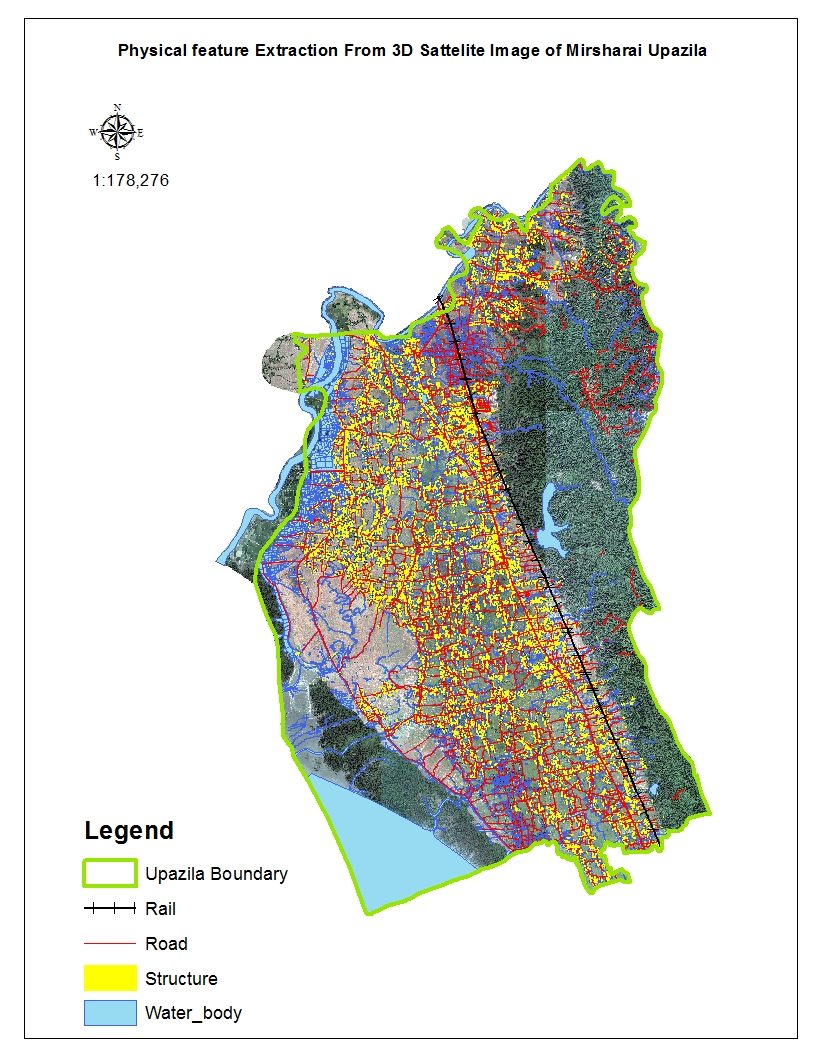 Physical feature Extraction From 3D Sattelite Image of Mirsharai Upazila
N
W E
S
1:178,276
Legend
Upazila Boundary
Rail
Road
Structure
Water_body